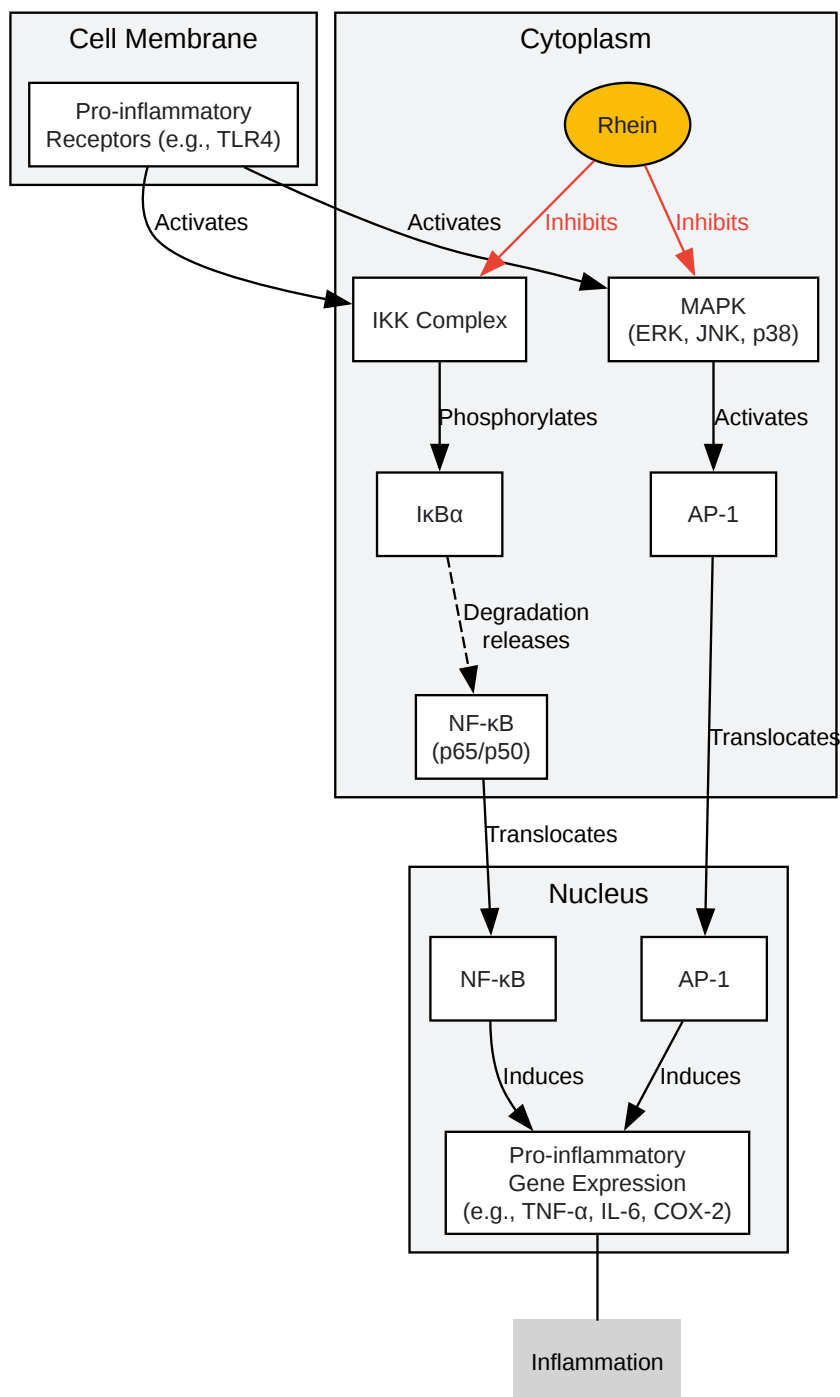 Cell Membrane
Cytoplasm
Pro-inflammatory
Receptors (e.g., TLR4)
Rhein
Activates
Activates
Inhibits
Inhibits
IKK Complex
MAPK
(ERK, JNK, p38)
Phosphorylates
Activates
IκBα
AP-1
Degradation
releases
NF-κB
(p65/p50)
Translocates
Translocates
Nucleus
NF-κB
AP-1
Induces
Induces
Pro-inflammatory
Gene Expression
(e.g., TNF-α, IL-6, COX-2)
Inflammation